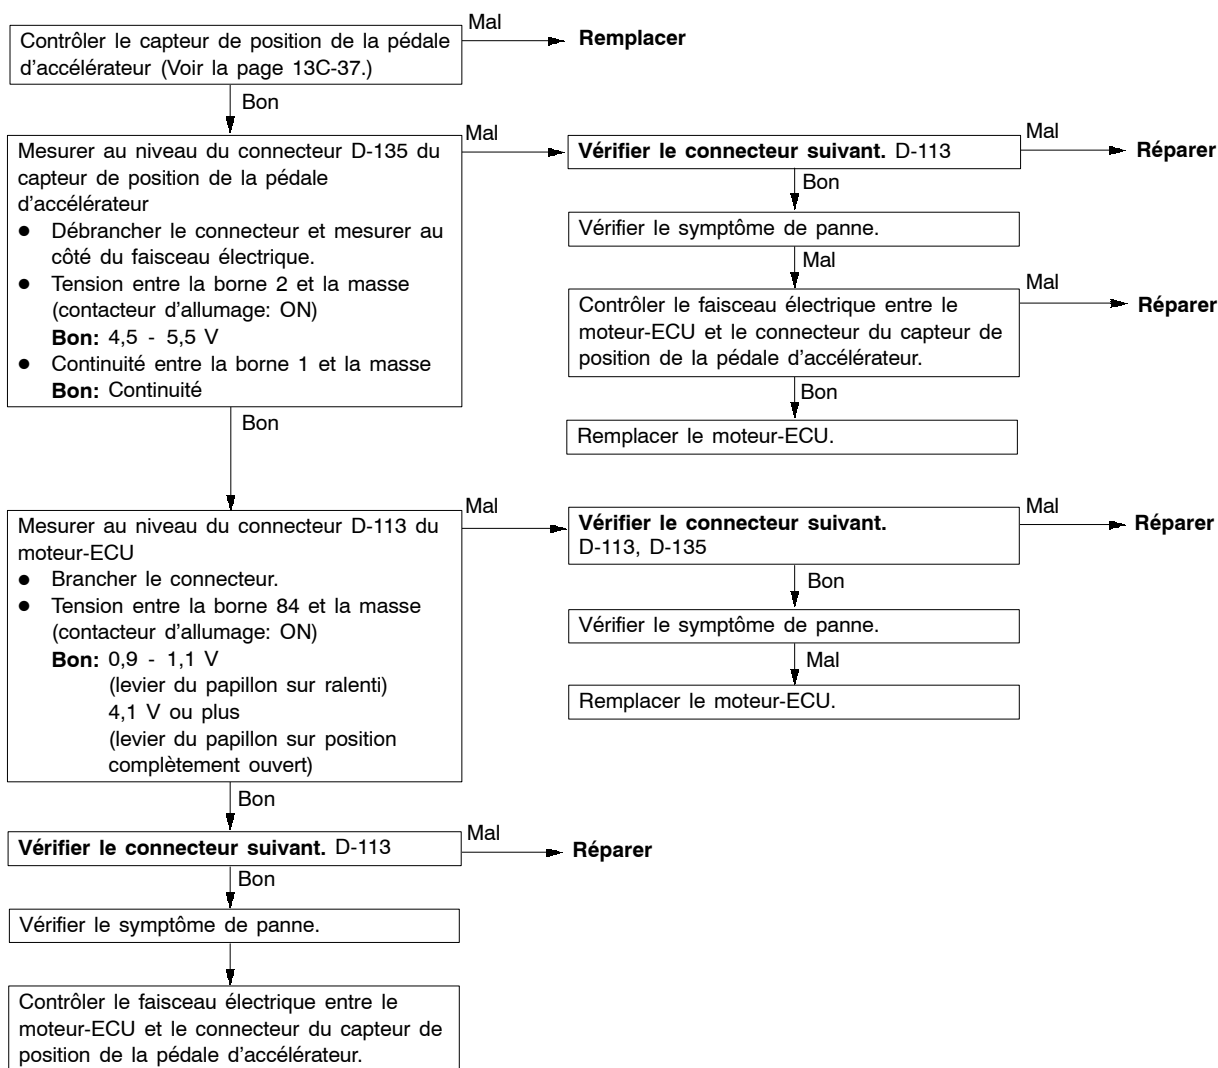 Contrôler le capteur de position de la pédale
d'accélérateur (Voir la page 13C-37.)
Mal
Remplacer
Bon
Mesurer au niveau du connecteur D-135 du
capteur de position de la pédale
d'accélérateur
● Débrancher le connecteur et mesurer au
côté du faisceau électrique.
● Tension entre la borne 2 et la masse
(contacteur d'allumage: ON)
Bon: 4,5 - 5,5 V
● Continuité entre la borne 1 et la masse
Bon: Continuité
Mal
Vérifier le connecteur suivant. D-113
Mal
Réparer
Bon
Vérifier le symptôme de panne.
Mal
Contrôler le faisceau électrique entre le
moteur-ECU et le connecteur du capteur de
position de la pédale d'accélérateur.
Mal
Réparer
Bon
Remplacer le moteur-ECU.
Bon
Mesurer au niveau du connecteur D-113 du
moteur-ECU
● Brancher le connecteur.
● Tension entre la borne 84 et la masse
(contacteur d'allumage: ON)
Bon: 0,9 - 1,1 V
(levier du papillon sur ralenti)
4,1 V ou plus
(levier du papillon sur position
complètement ouvert)
Mal
Vérifier le connecteur suivant.
D-113, D-135
Mal
Réparer
Bon
Vérifier le symptôme de panne.
Mal
Remplacer le moteur-ECU.
Bon
Vérifier le connecteur suivant. D-113
Mal
Réparer
Bon
Vérifier le symptôme de panne.
Contrôler le faisceau électrique entre le
moteur-ECU et le connecteur du capteur de
position de la pédale d'accélérateur.